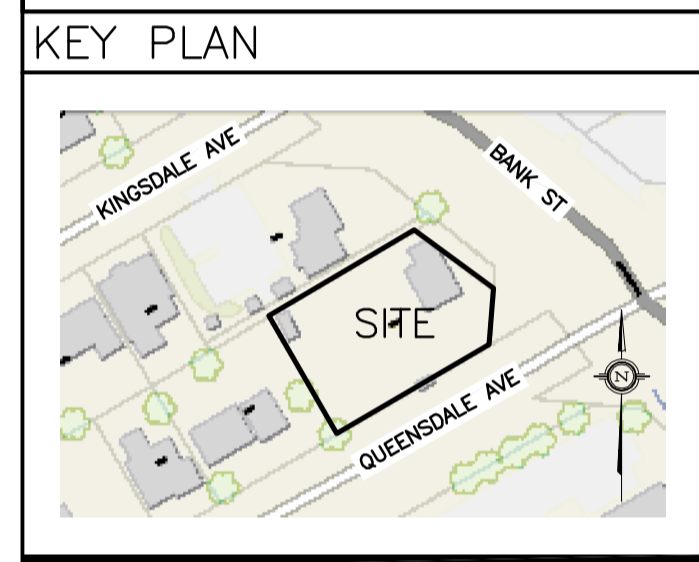 KEY PLAN
KINGSDALE AVE
BANK ST
SITE
N
QUEENSDALE AVE